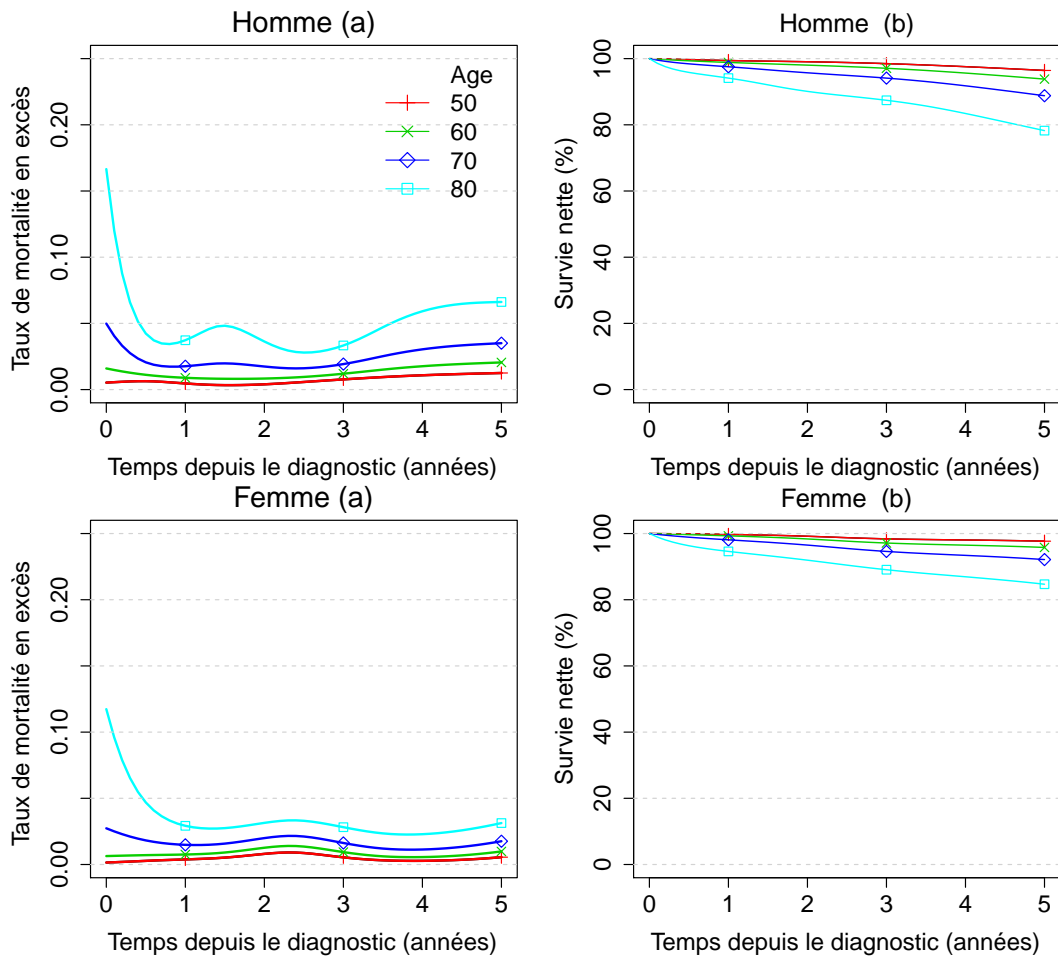 Homme (a)
Taux de mortalité en excès
0.00 0.10 0.20
Age
50
60
70
80
0 1 2 3 4 5
Temps depuis le diagnostic (années)
Homme (b)
Survie nette (%)
0 20 40 60 80 100
0 1 2 3 4 5
Temps depuis le diagnostic (années)
Femme (a)
Taux de mortalité en excès
0.00 0.10 0.20
0 1 2 3 4 5
Temps depuis le diagnostic (années)
Femme (b)
Survie nette (%)
0 20 40 60 80 100
0 1 2 3 4 5
Temps depuis le diagnostic (années)